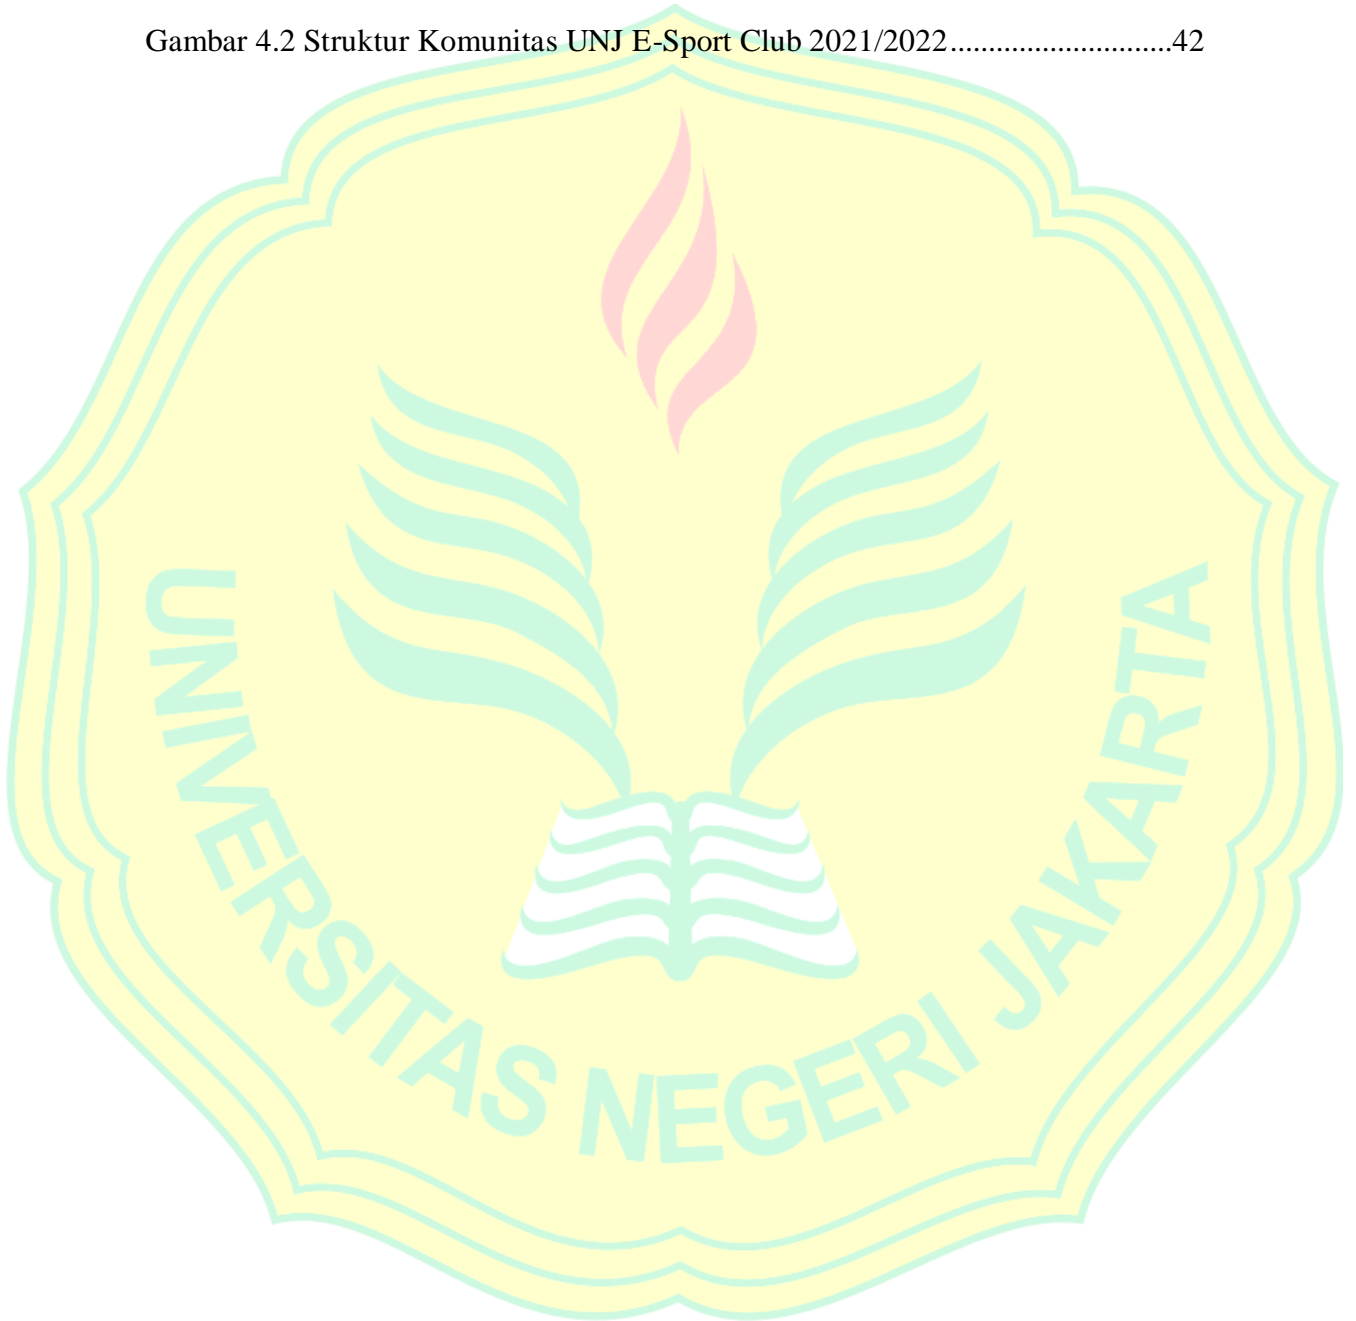 Gambar 4.2 Struktur Komunitas UNJ E-Sport Club 2021/2022.............................42
UNIVERSITAS NEGERI JAKARTA